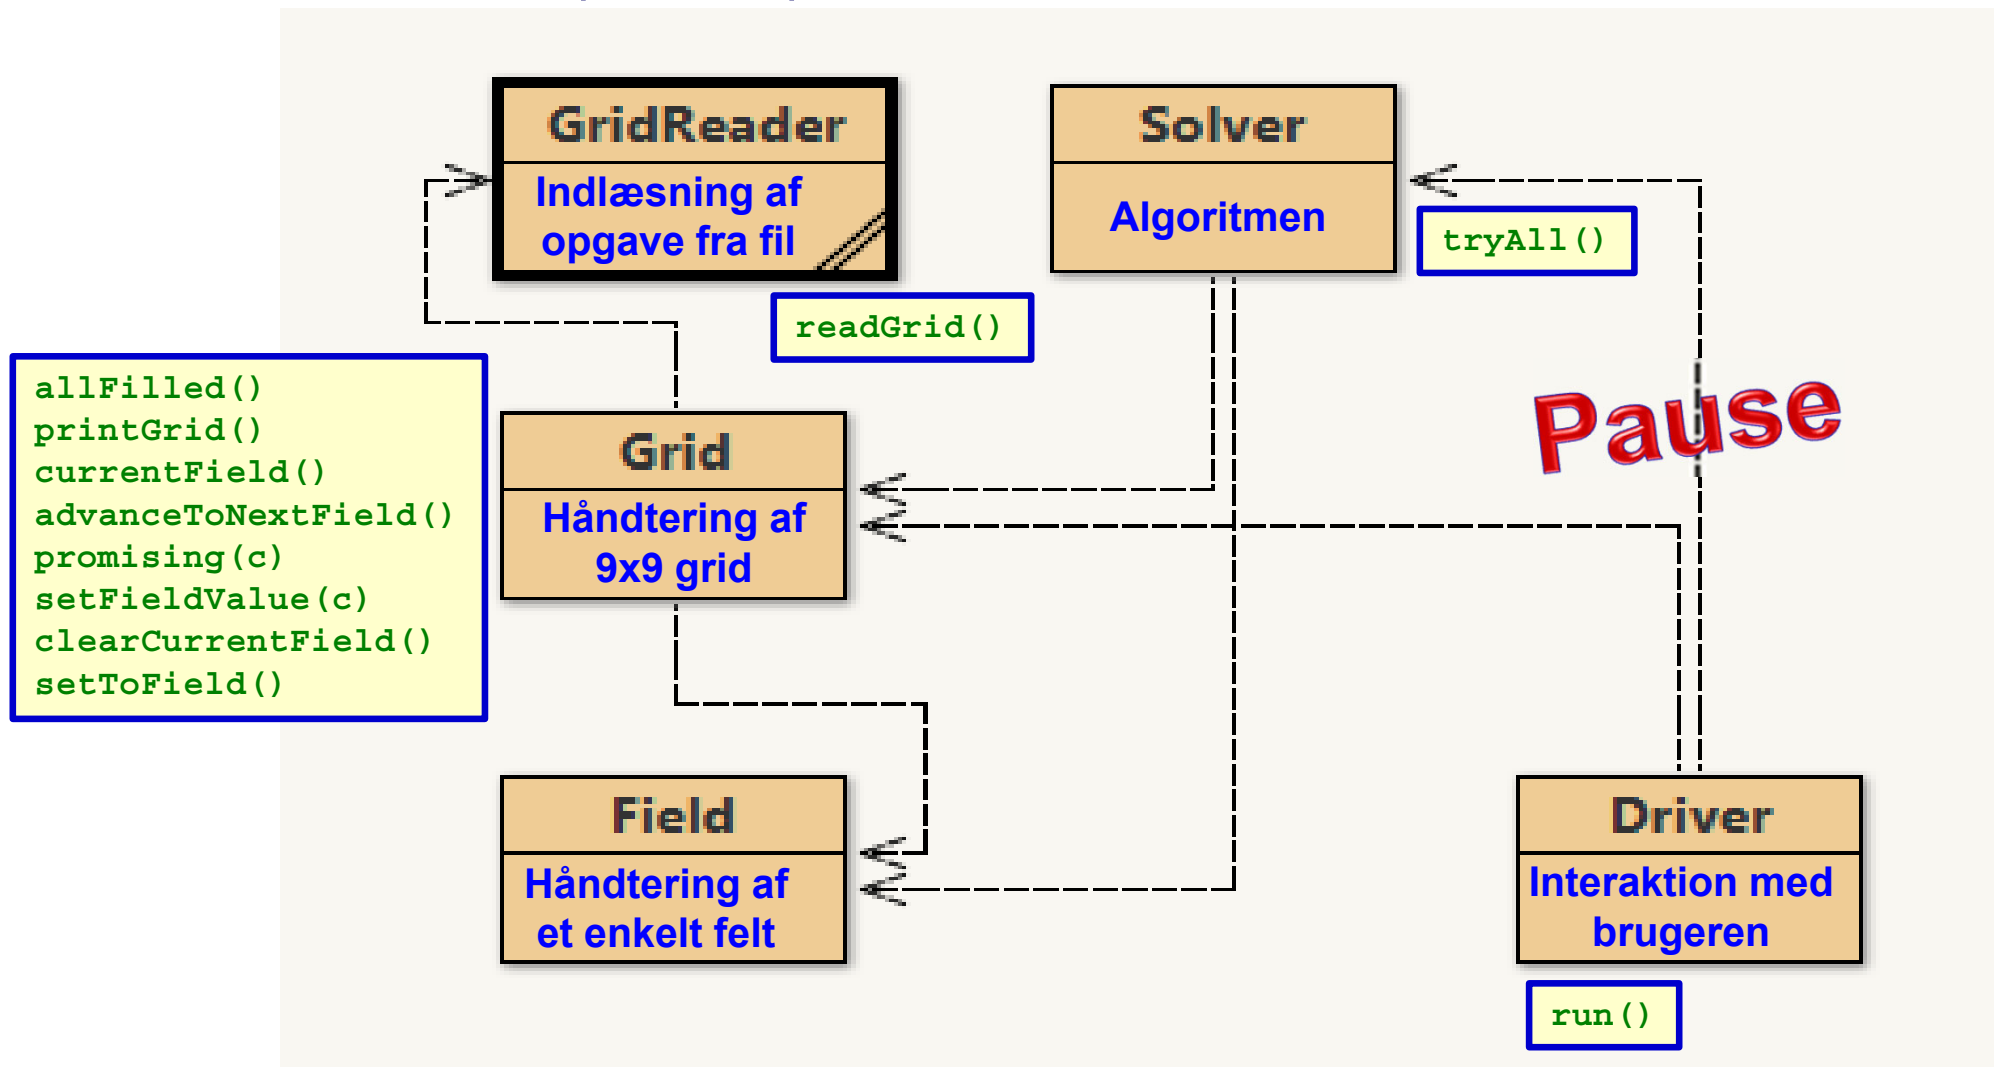 GridReader
Indlæsning af
opgave fra fil
readGrid()
Solver
Algoritmen
tryAll()
allFilled()
printGrid()
currentField()
advanceToNextField()
promising(c)
setFieldValue(c)
clearCurrentField()
setToField()
Grid
Håndtering af
9x9 grid
Pause
Field
Håndtering af
et enkelt felt
Driver
Interaktion med
brugeren
run()